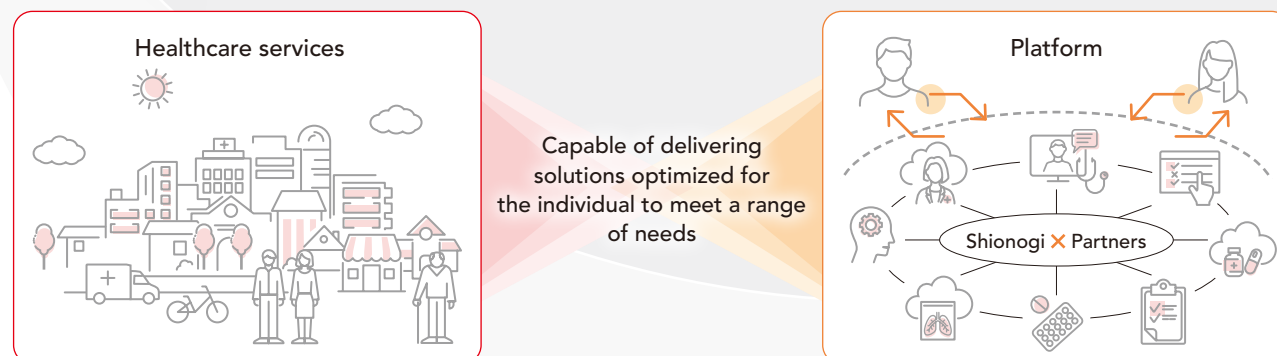 Healthcare services
Capable of delivering
solutions optimized for
the individual to meet a range
of needs
Platform
Shionogi × Partners